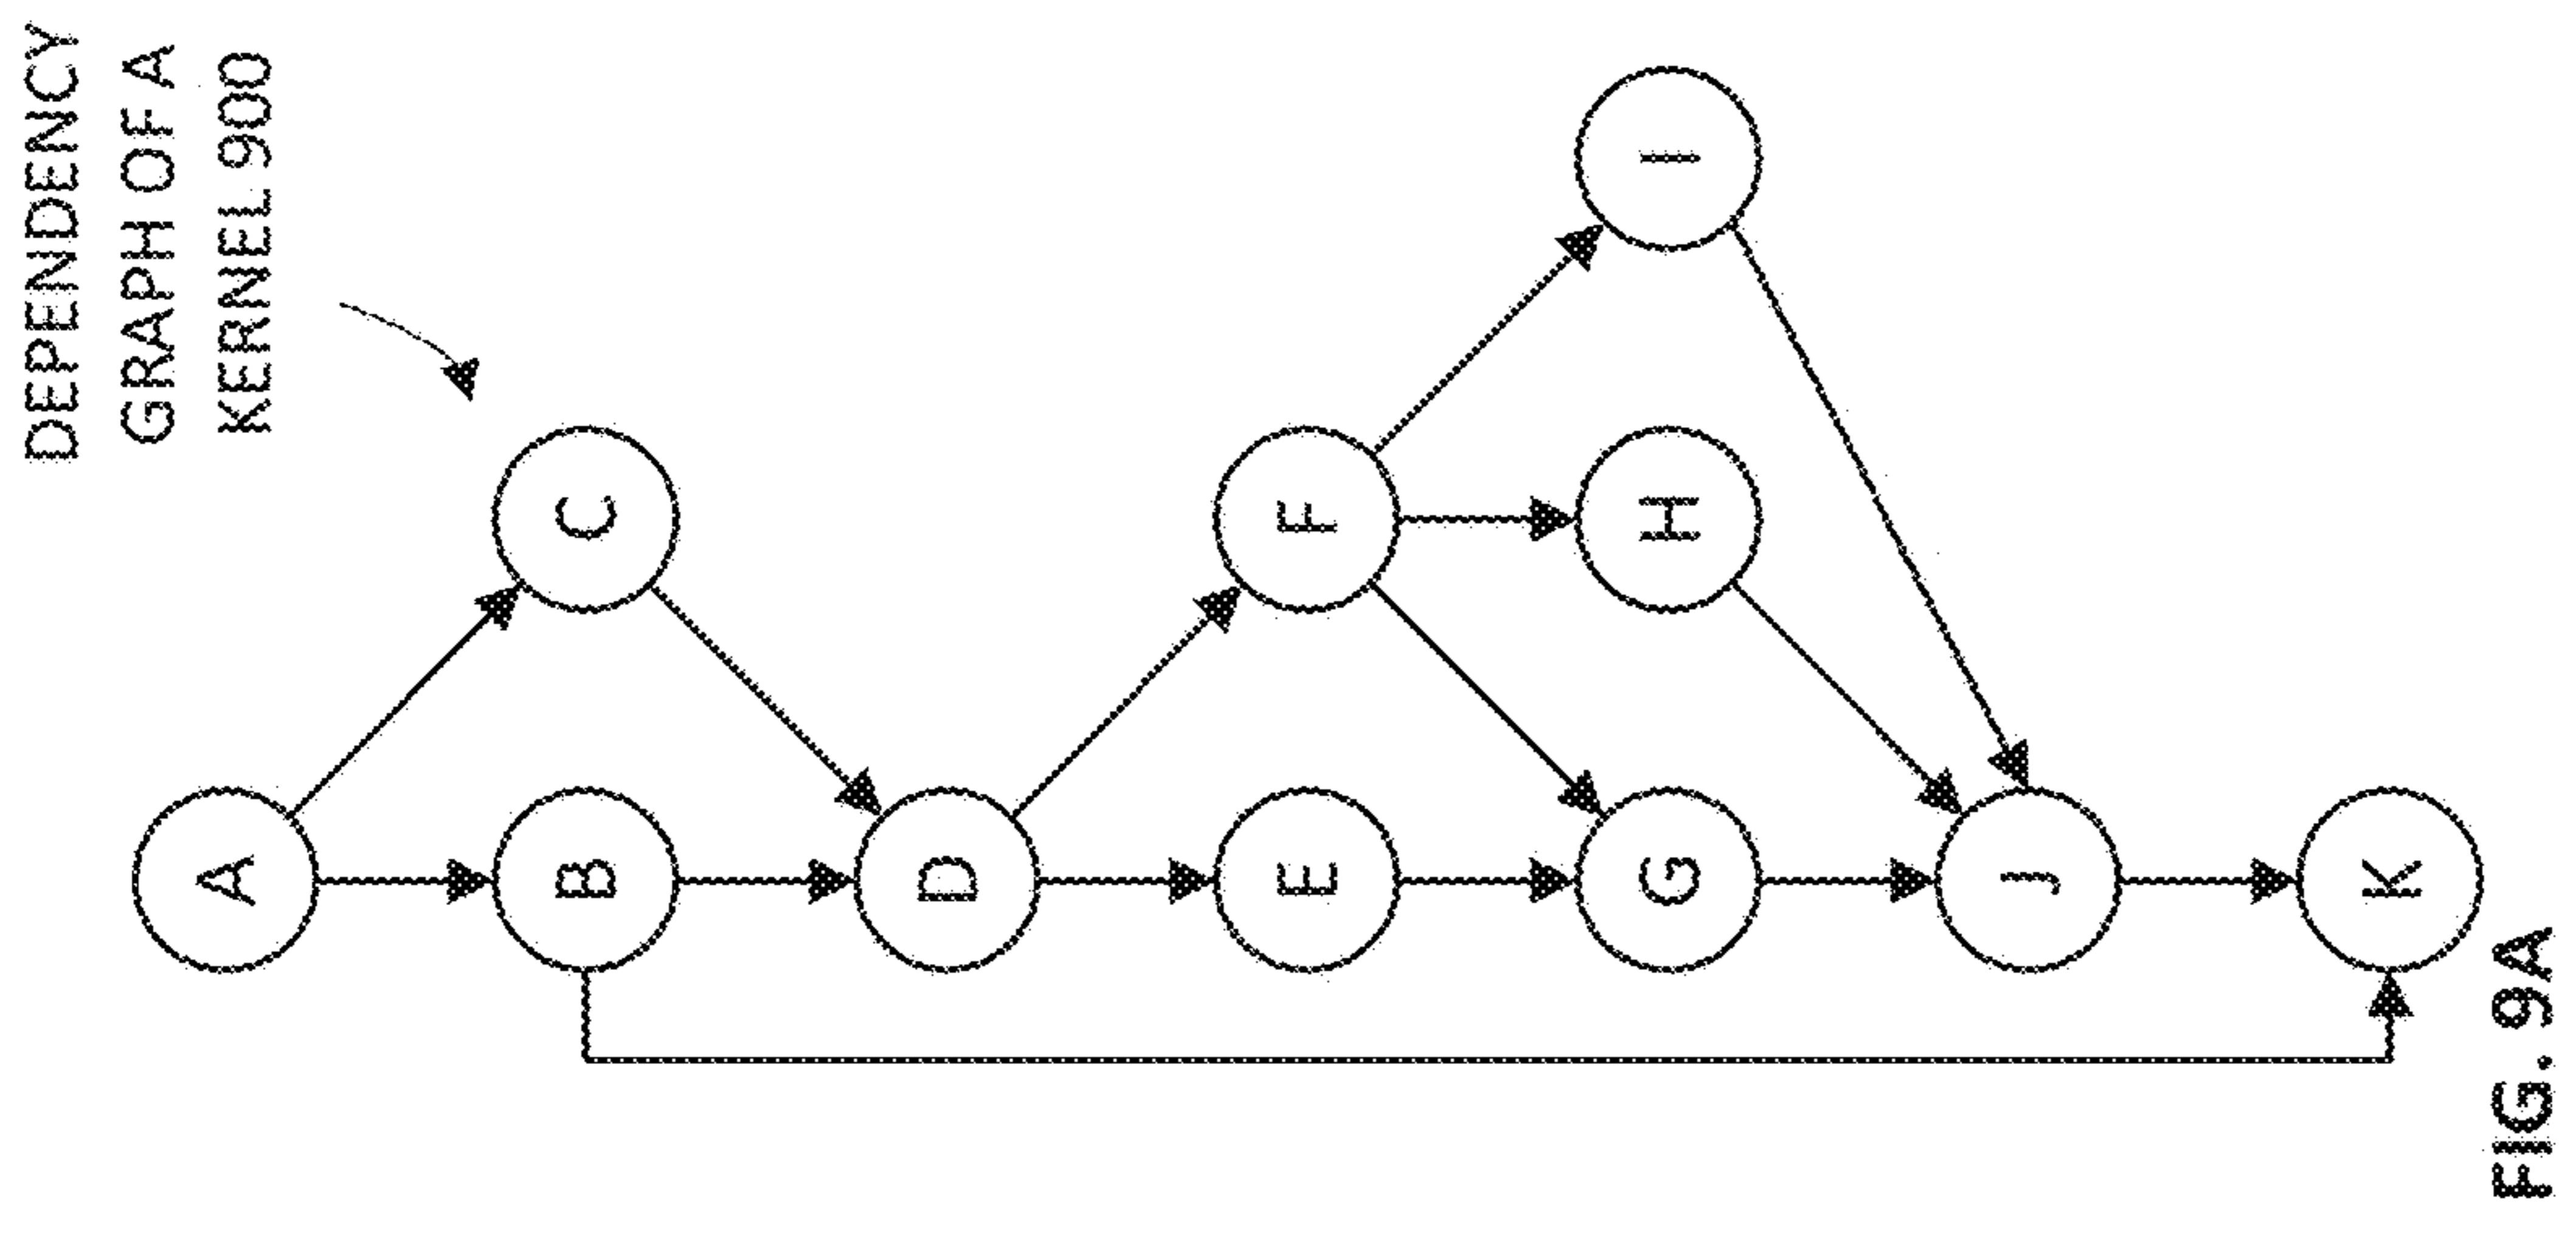 DEPENDENCY
GRAPH OF A
KERNEL 900
A
B
C
D
E
F
G
H
I
J
K
FIG. 9A